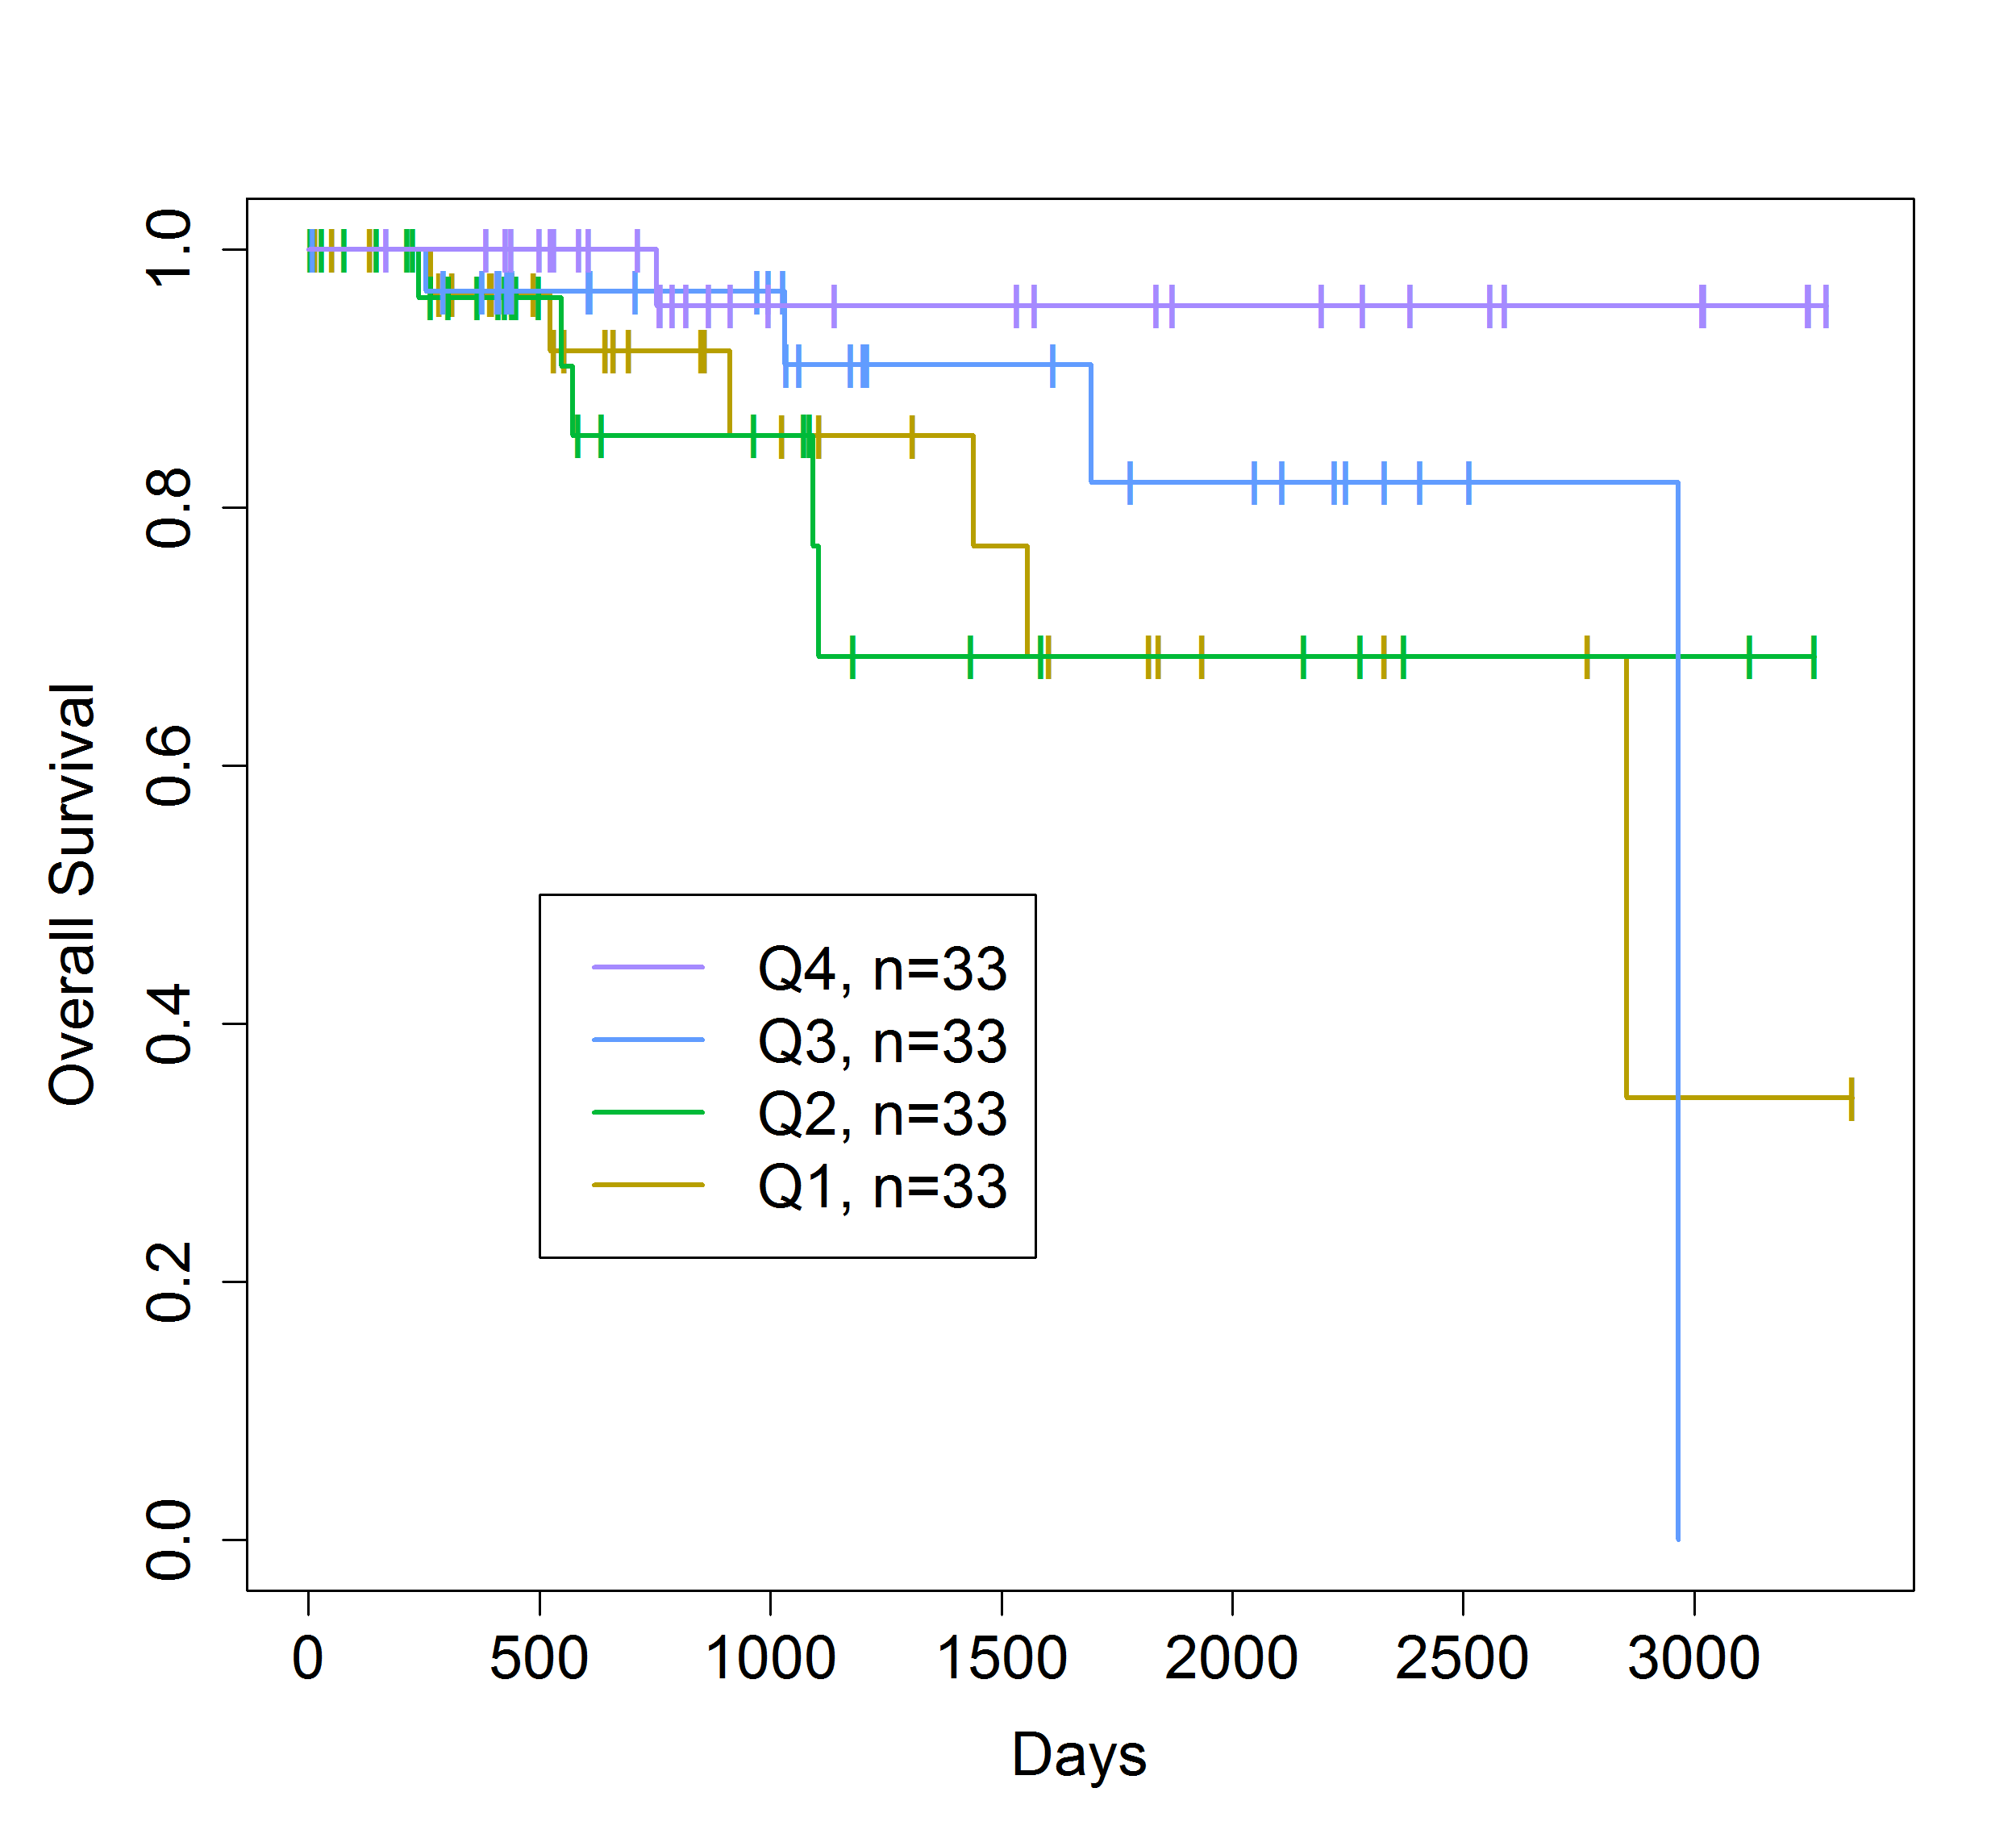 Overall Survival
1.0
0.8
0.6
0.4
0.2
0.0
Q4, n=33
Q3, n=33
Q2, n=33
Q1, n=33
0 500 1000 1500 2000 2500 3000
Days